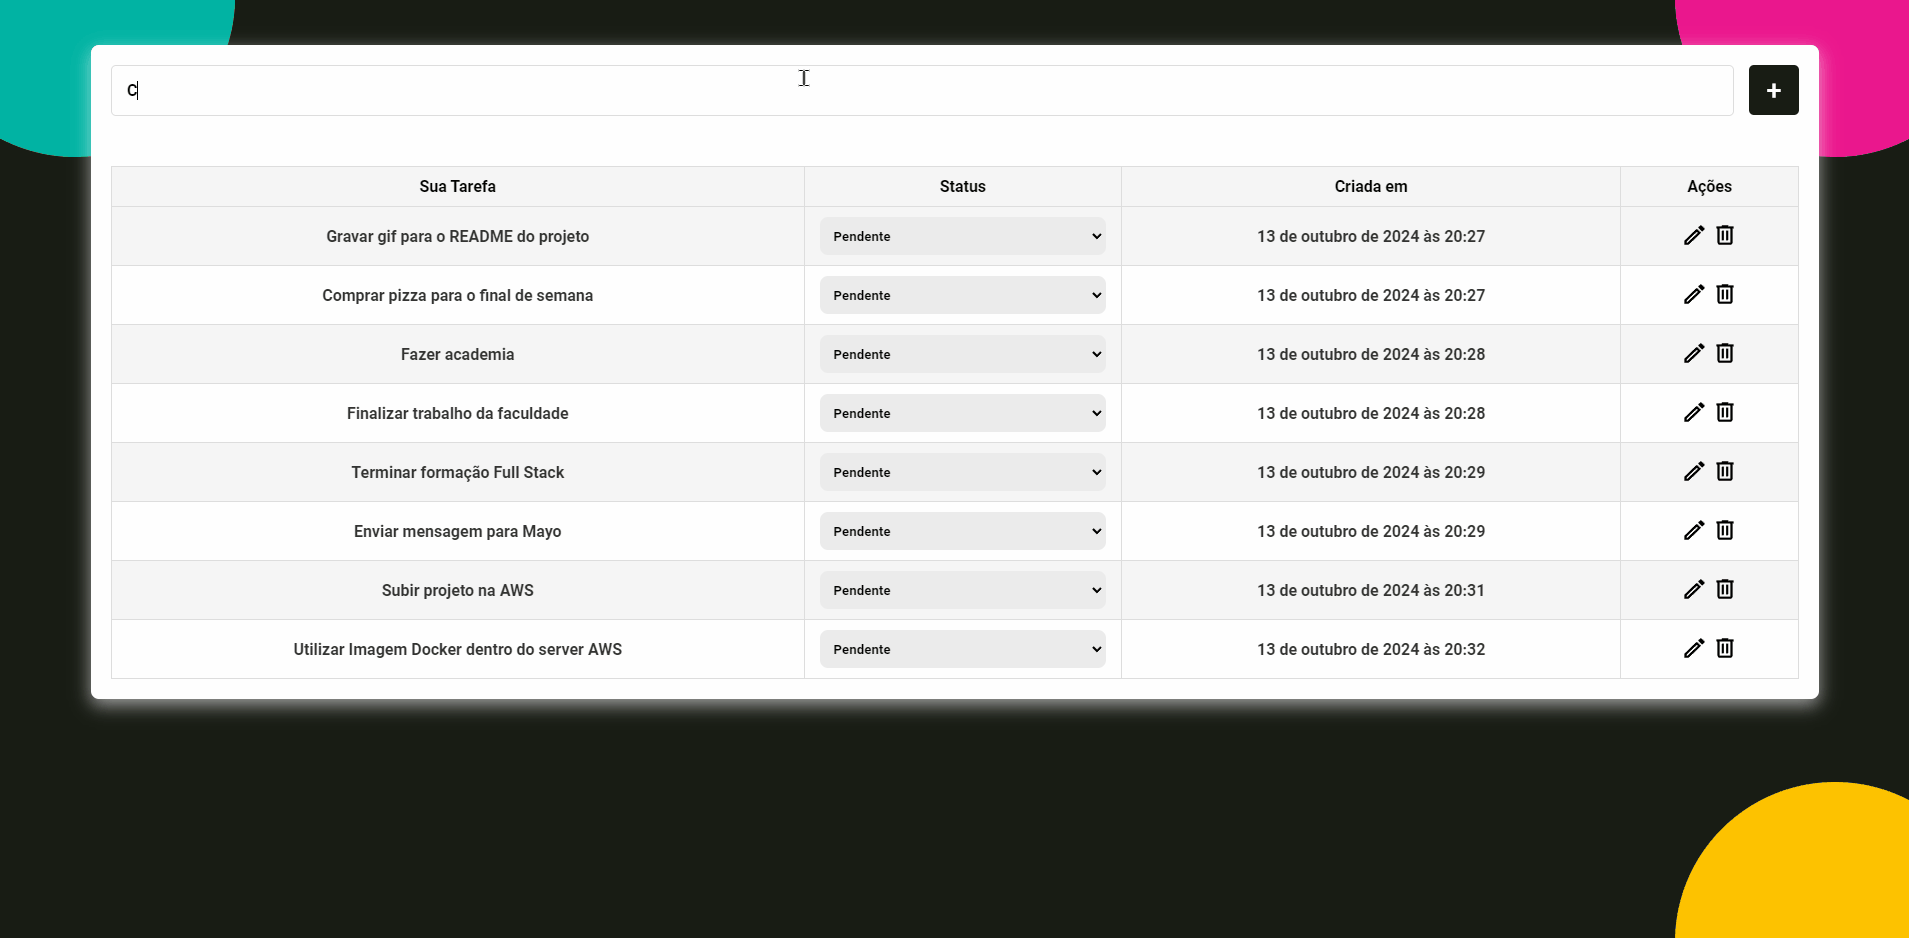 C
+
Sua Tarefa Status Criada em Ações
Gravar gif para o README do projeto Pendente 13 de outubro de 2024 às 20:27
Comprar pizza para o final de semana Pendente 13 de outubro de 2024 às 20:27
Fazer academia Pendente 13 de outubro de 2024 às 20:28
Finalizar trabalho da faculdade Pendente 13 de outubro de 2024 às 20:28
Terminar formação Full Stack Pendente 13 de outubro de 2024 às 20:29
Enviar mensagem para Mayo Pendente 13 de outubro de 2024 às 20:29
Subir projeto na AWS Pendente 13 de outubro de 2024 às 20:31
Utilizar Imagem Docker dentro do server AWS Pendente 13 de outubro de 2024 às 20:32